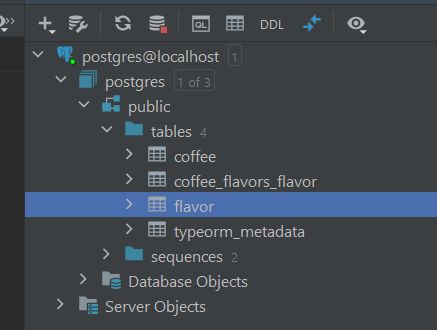 QL DDL
postgres@localhost 1
postgres 1 of 3
public
tables 4
coffee
coffee_flavors_flavor
flavor
typeorm_metadata
sequences 2
Database Objects
Server Objects